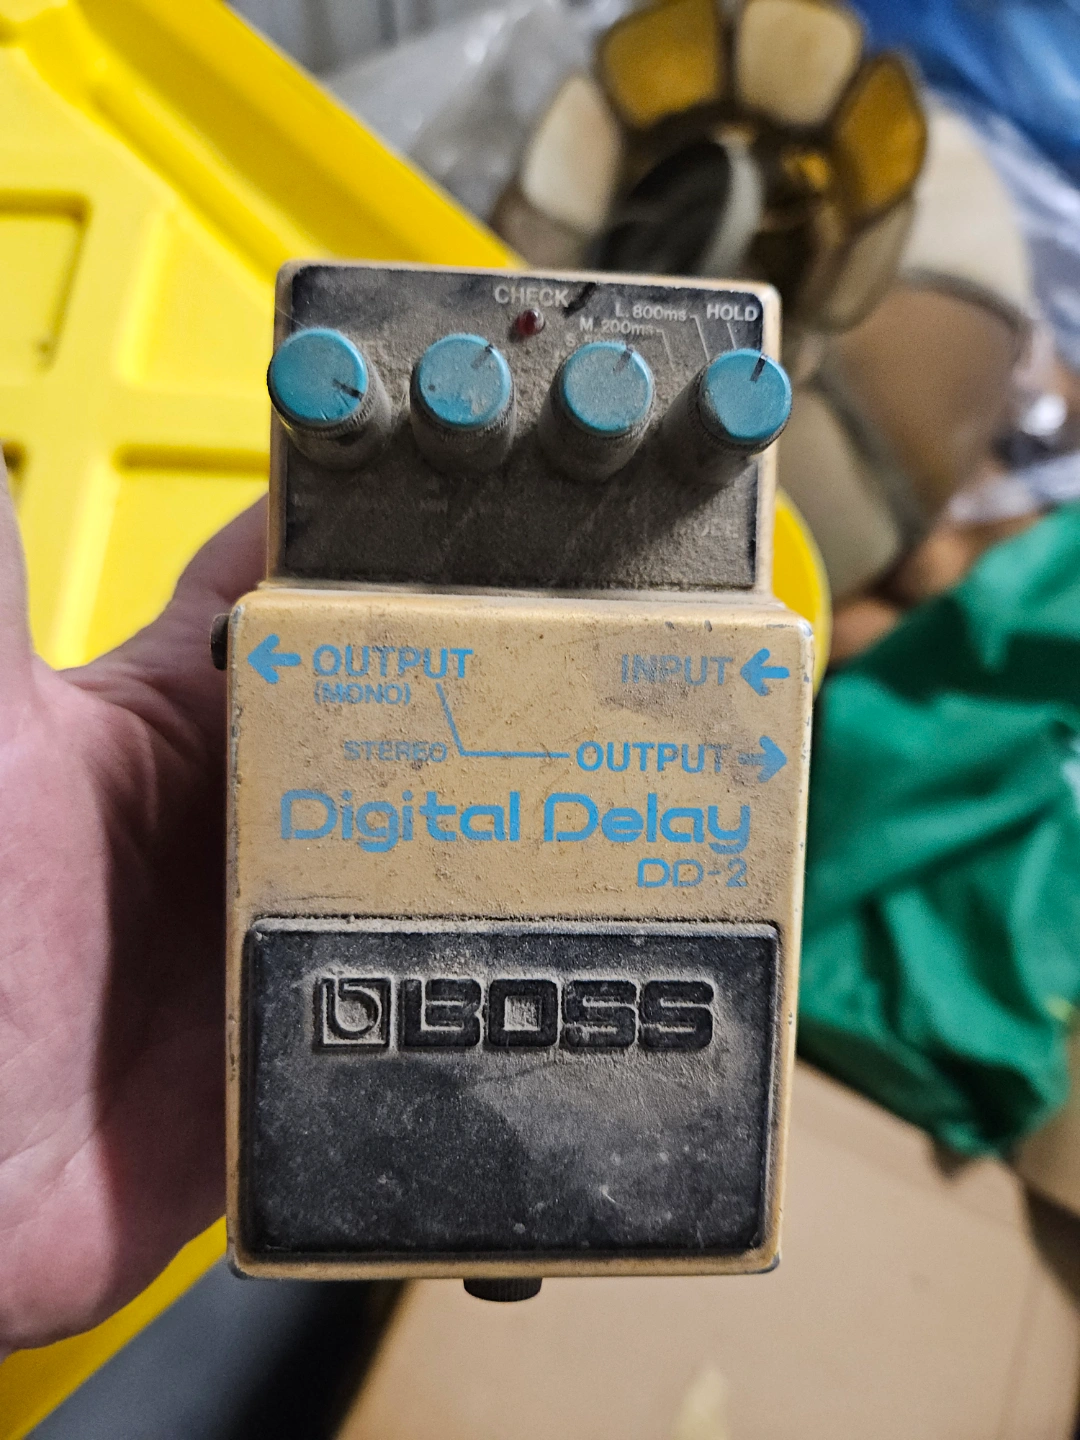 CHECK
L. 800ms
HOLD
M. 200ms
S
OUTPUT
INPUT
(MONO)
STEREO
OUTPUT
Digital Delay
DD-2
BOSS